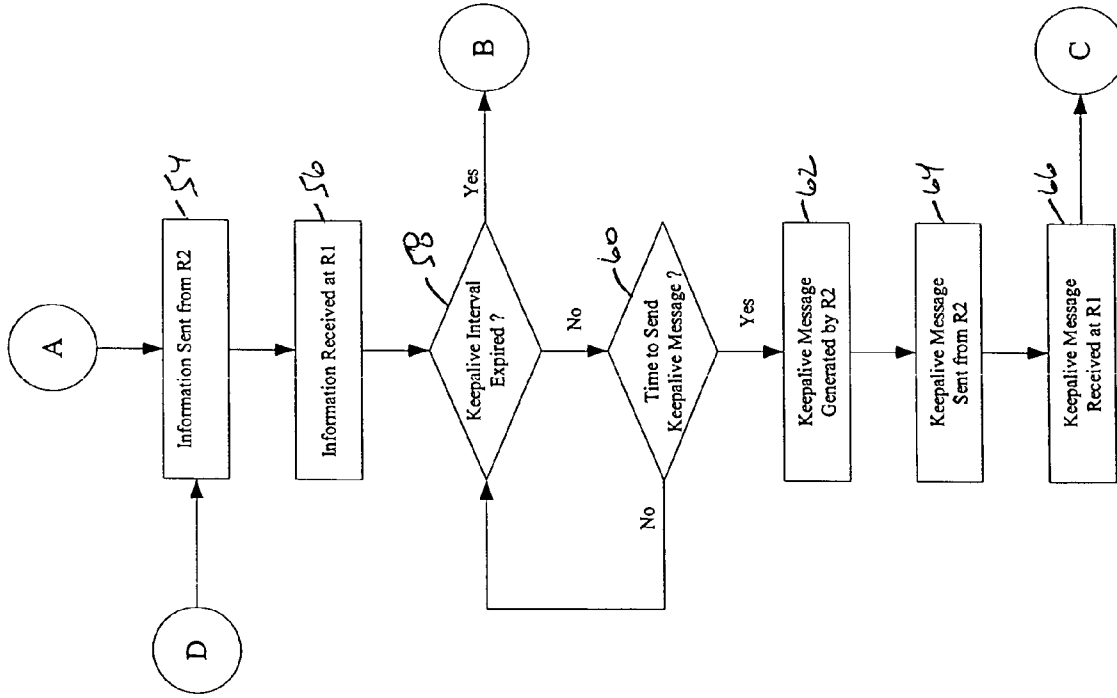 A
D
Information Sent from R2
54
Information Received at R1
56
Keepalive Interval
Expired ?
58
Yes
B
No
Time to Send
Keepalive Message ?
60
No
Yes
Keepalive Message
Generated by R2
62
Keepalive Message
Sent from R2
64
Keepalive Message
Received at R1
66
C